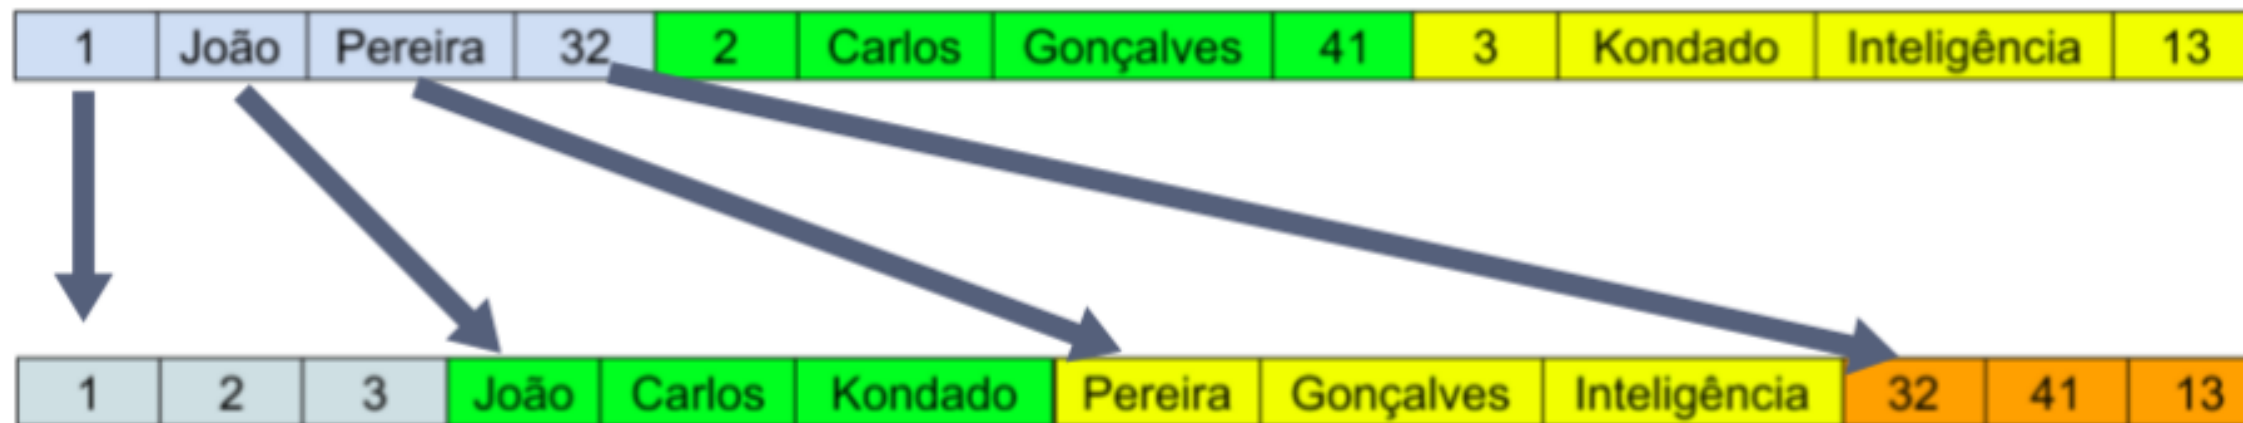 1 João Pereira 32 2 Carlos Gonçalves 41 3 Kondado Inteligência 13
1 2 3 João Carlos Kondado Pereira Gonçalves Inteligência 32 41 13